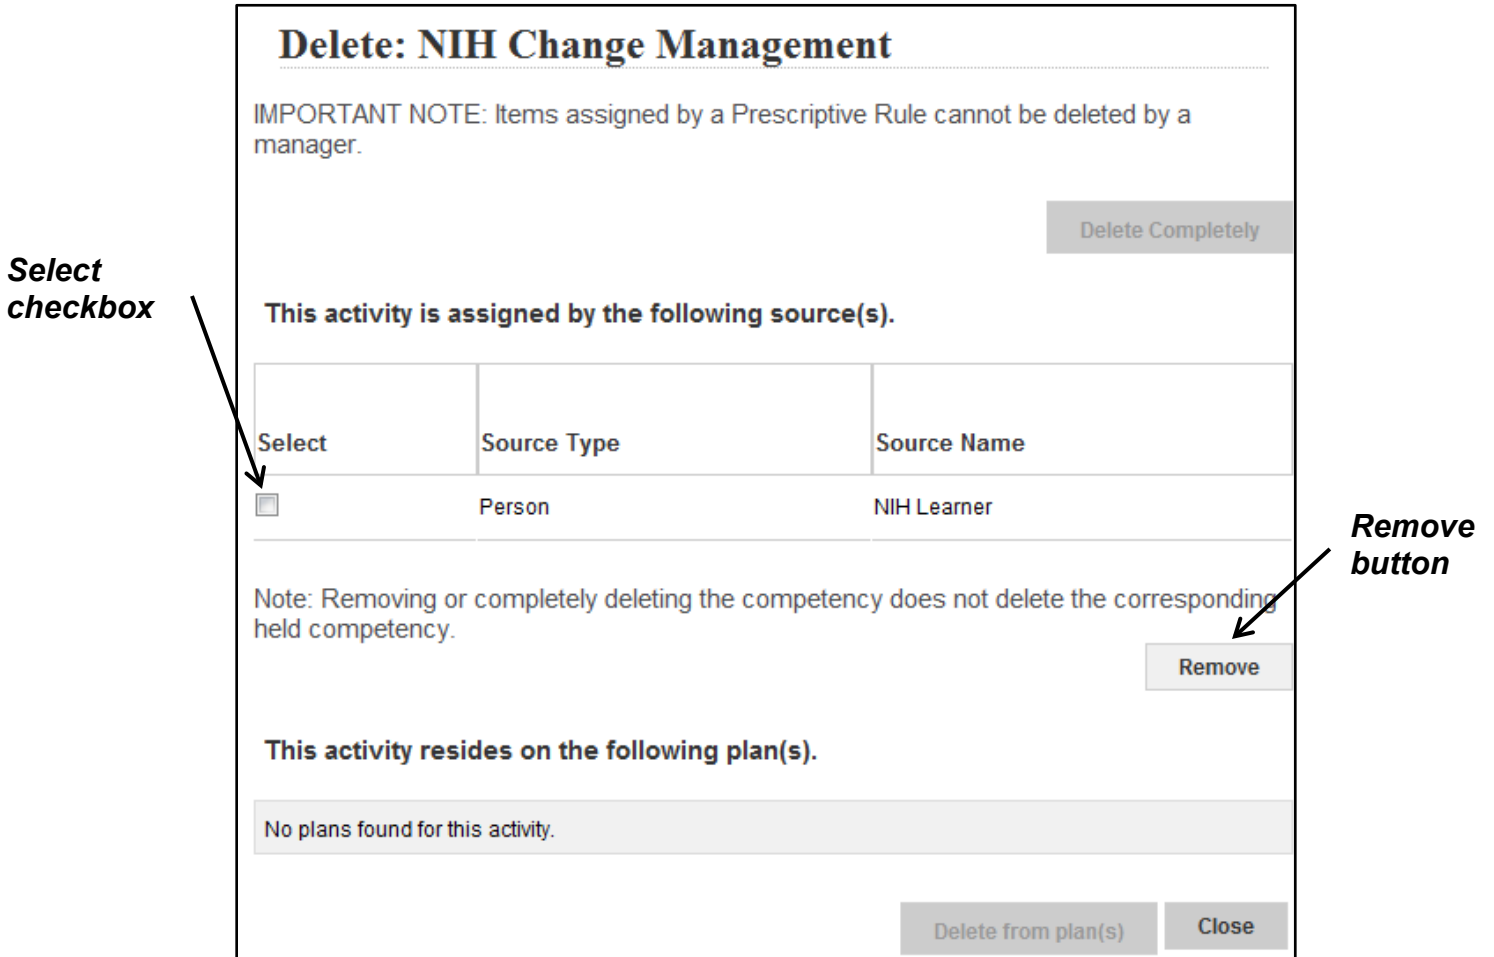 Delete: NIH Change Management
IMPORTANT NOTE: Items assigned by a Prescriptive Rule cannot be deleted by a
manager.
Delete Completely
Select
checkbox
This activity is assigned by the following source(s).
Select Source Type Source Name
Person NIH Learner
Remove
button
Note: Removing or completely deleting the competency does not delete the corresponding
held competency.
Remove
This activity resides on the following plan(s).
No plans found for this activity.
Delete from plan(s) Close